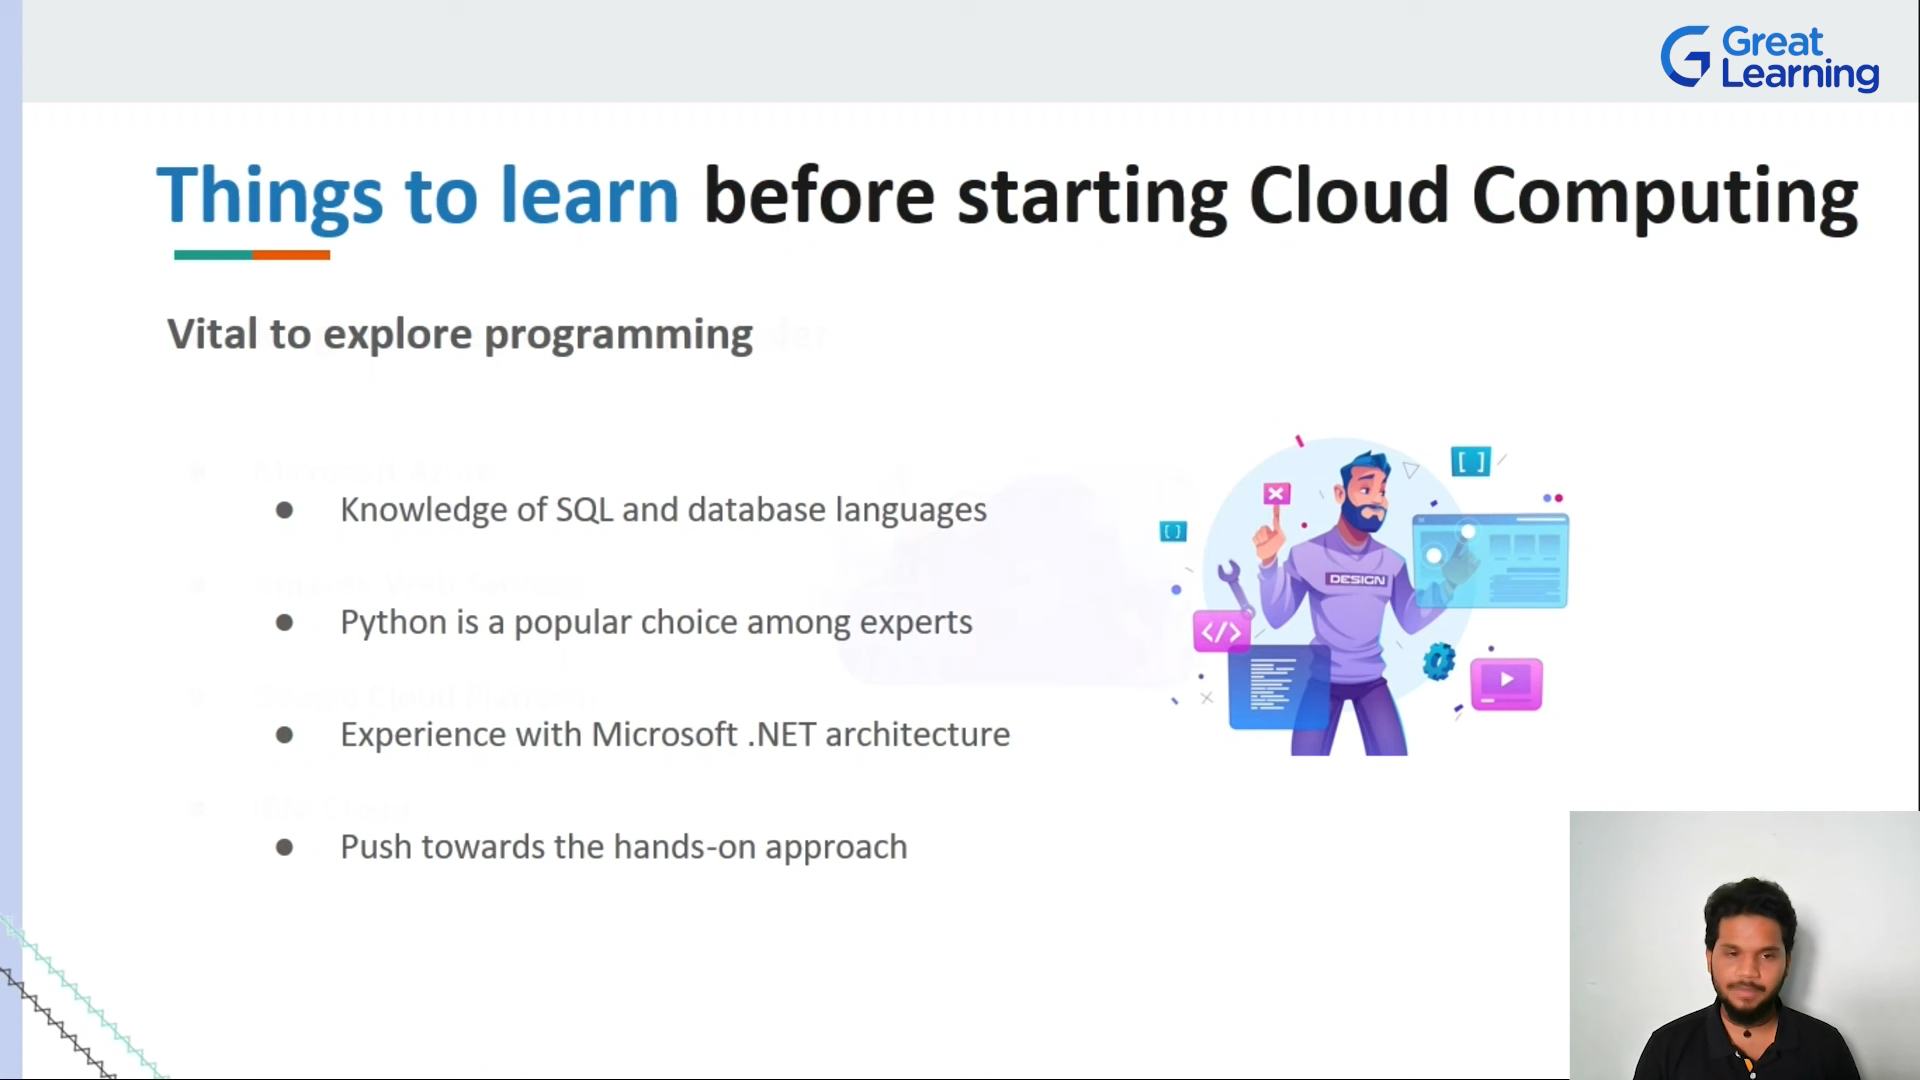 Great
Learning
Things to learn before starting Cloud Computing
Vital to explore programming
● Knowledge of SQL and database languages
● Python is a popular choice among experts
● Experience with Microsoft .NET architecture
● Push towards the hands-on approach
[ ]
[ ]
DESIGN
</>